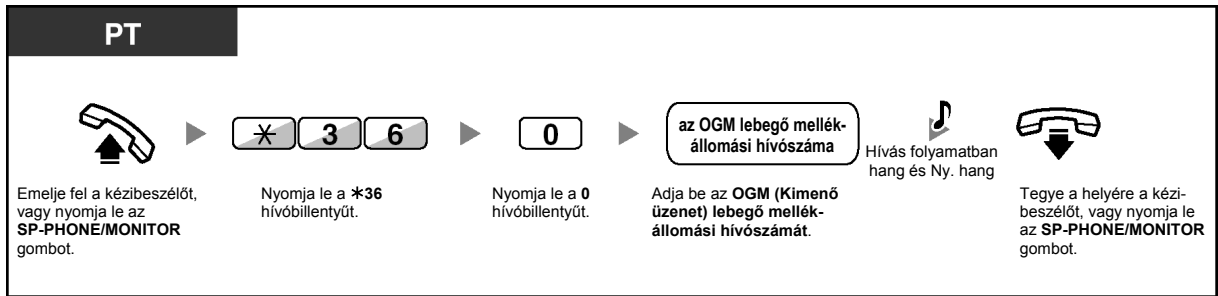 PT
✳ 3 6
0
az OGM lebegő mellék-
állomási hívószáma
Hívás folyamatban
hang és Ny. hang
Emelje fel a kézibeszélőt,
vagy nyomja le az
SP-PHONE/MONITOR
gombot.
Nyomja le a ✳36
hívóbillentyűt.
Nyomja le a 0
hívóbillentyűt.
Adja be az OGM (Kimenő
üzenet) lebegő mellék-
állomási hívószámát.
Tegye a helyére a kézi-
beszélőt, vagy nyomja le
az SP-PHONE/MONITOR
gombot.